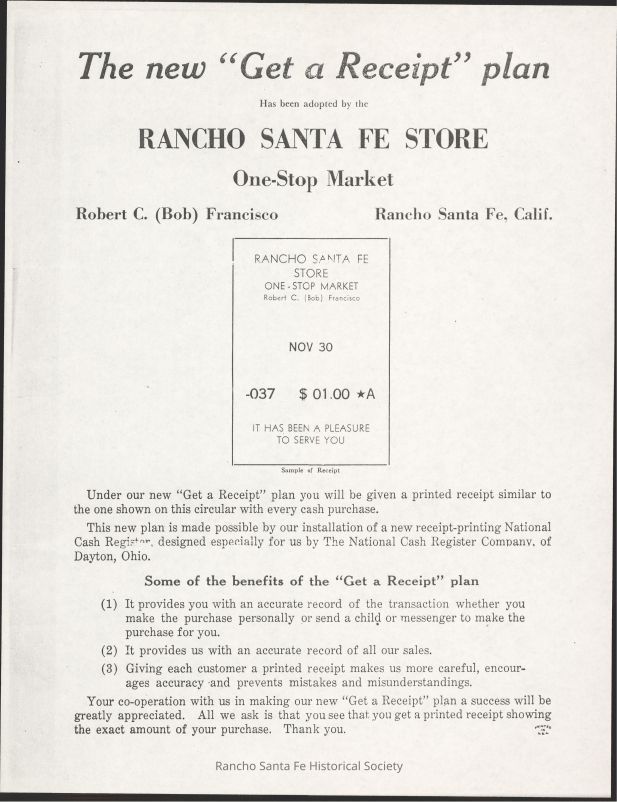 The new “Get a Receipt” plan
Has been adopted by the
RANCHO SANTA FE STORE
One-Stop Market
Robert C. (Bob) Francisco Rancho Santa Fe, Calif.
RANCHO SANTA FE
STORE
ONE-STOP MARKET
Robert C. (Bob) Francisco
NOV 30
-037 $ 01.00 ★A
IT HAS BEEN A PLEASURE
TO SERVE YOU
Sample of Receipt
Under our new “Get a Receipt” plan you will be given a printed receipt similar to
the one shown on this circular with every cash purchase.
This new plan is made possible by our installation of a new receipt-printing National
Cash Register, designed especially for us by The National Cash Register Company, of
Dayton, Ohio.
Some of the benefits of the “Get a Receipt” plan
(1) It provides you with an accurate record of the transaction whether you
make the purchase personally or send a child or messenger to make the
purchase for you.
(2) It provides us with an accurate record of all our sales.
(3) Giving each customer a printed receipt makes us more careful, encour-
ages accuracy and prevents mistakes and misunderstandings.
Your co-operation with us in making our new “Get a Receipt” plan a success will be
greatly appreciated. All we ask is that you see that you get a printed receipt showing
the exact amount of your purchase. Thank you.
Rancho Santa Fe Historical Society